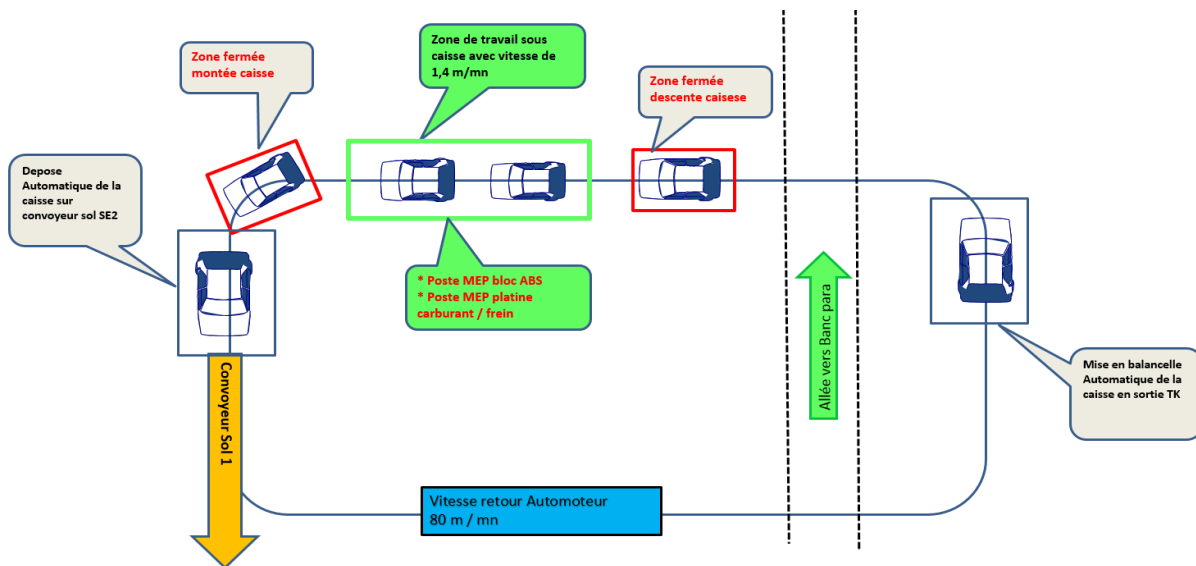 Zone fermée
montée caisse
Zone de travail sous
caisse avec vitesse de
1,4 m/mn
Zone fermée
descente caisese
Depose
Automatique de la
caisse sur
convoyeur sol SE2
* Poste MEP bloc ABS
* Poste MEP platine
carburant / frein
Allée vers Banc para
Mise en balancelle
Automatique de la
caisse en sortie TK
Convoyeur Sol 1
Vitesse retour Automoteur
80 m / mn